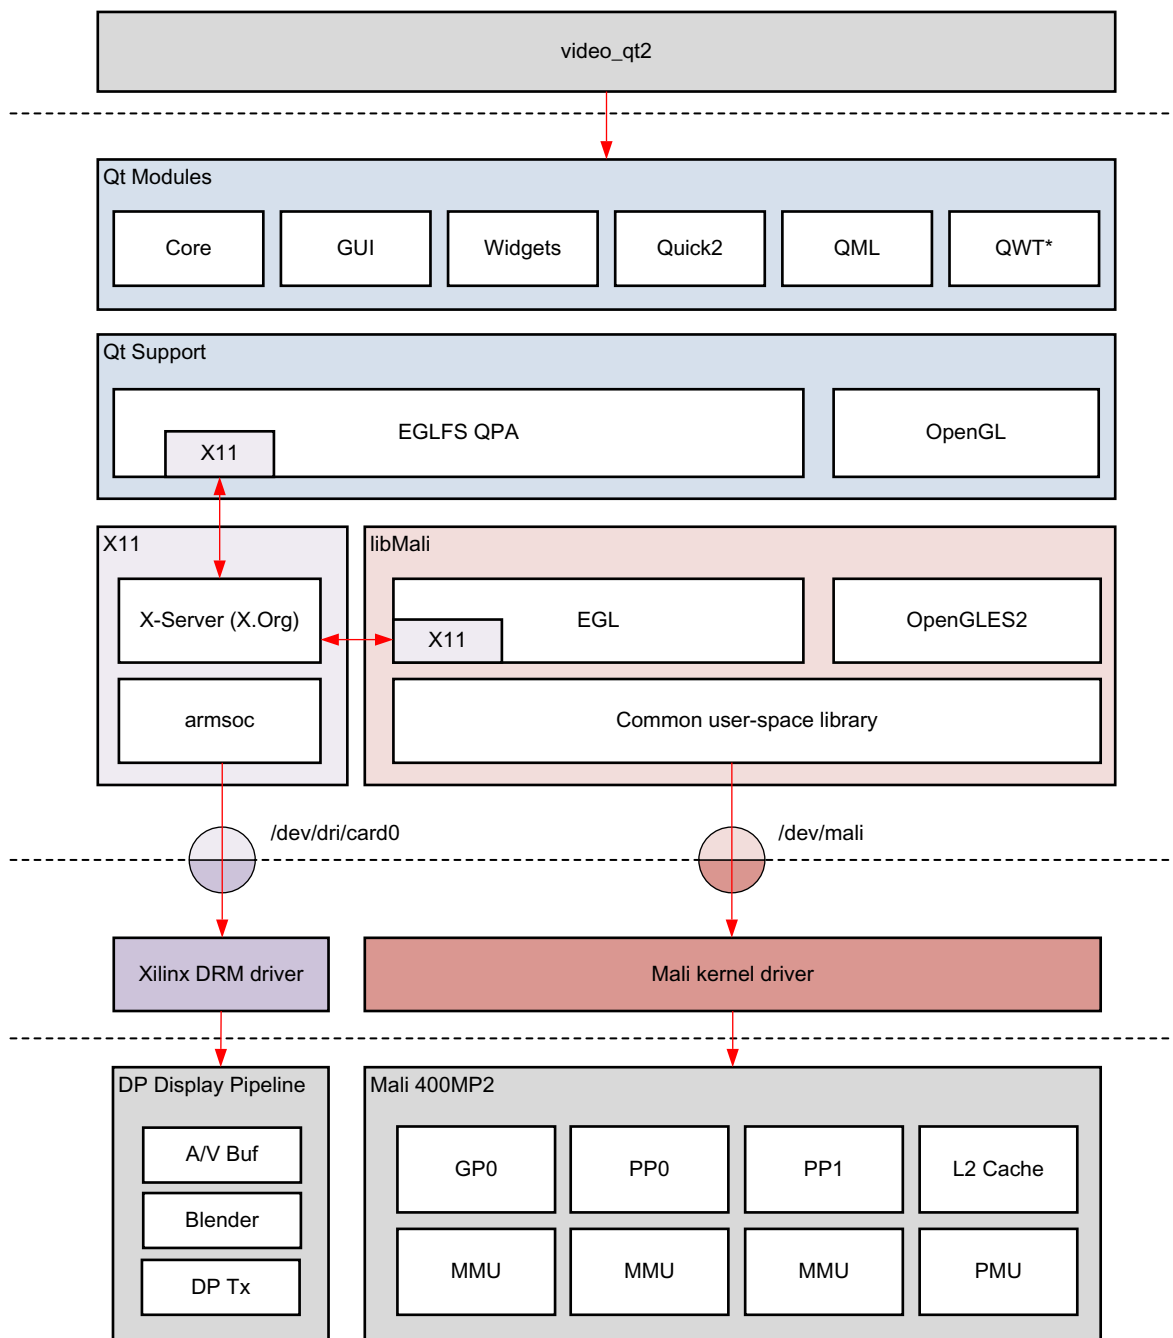 video_qt2
Qt Modules
Core
GUI
Widgets
Quick2
QML
QWT*
Qt Support
EGLFS QPA
X11
OpenGL
X11
X-Server (X.Org)
armsoc
libMali
EGL
X11
OpenGLES2
Common user-space library
/dev/dri/card0
/dev/mali
Xilinx DRM driver
Mali kernel driver
DP Display Pipeline
A/V Buf
Blender
DP Tx
Mali 400MP2
GP0
PP0
PP1
L2 Cache
MMU
MMU
MMU
PMU